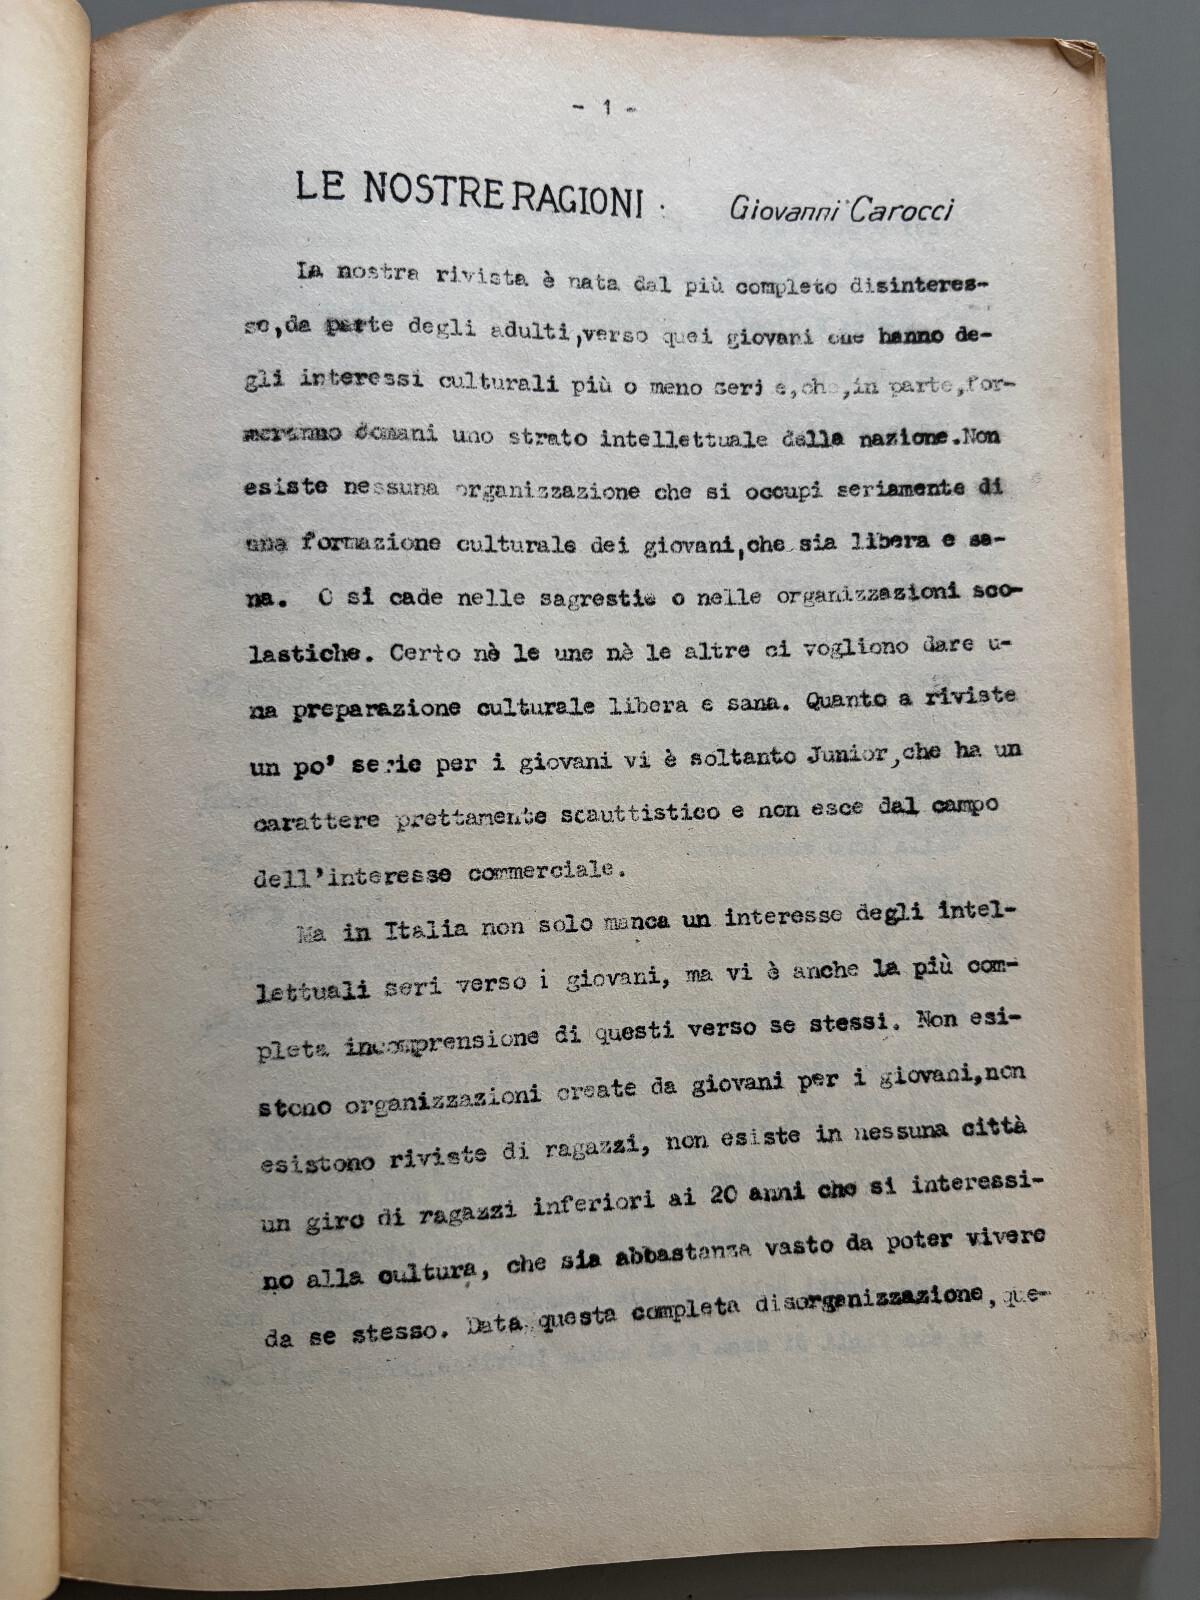 - 1 -
LE NOSTRE RAGIONI. Giovanni Carocci
La nostra rivista è nata dal più completo disinteres-
se,da parte degli adulti,verso quei giovani che hanno de-
gli interessi culturali più o meno seri e,che,in parte,for-
meranno domani uno strato intellettuale della nazione.Non
esiste nessuna organizzazione che si occupi seriamente di
una formazione culturale dei giovani,che sia libera e sa-
na. O si cade nelle sagrestie o nelle organizzazioni sco-
lastiche. Certo nè le une nè le altre ci vogliono dare u-
na preparazione culturale libera e sana. Quanto a riviste
un po' serie per i giovani vi è soltanto Junior,che ha un
carattere prettamente scauttistico e non esce dal campo
dell'interesse commerciale.
Ma in Italia non solo manca un interesse degli intel-
lettuali seri verso i giovani, ma vi è anche la più com-
pleta incomprensione di questi verso se stessi. Non esi-
stono organizzazioni create da giovani per i giovani,non
esistono riviste di ragazzi, non esiste in nessuna città
un giro di ragazzi inferiori ai 20 anni che si interessi-
no alla cultura, che sia abbastanza vasto da poter vivere
da se stesso. Data questa completa disorganizzazione, que-